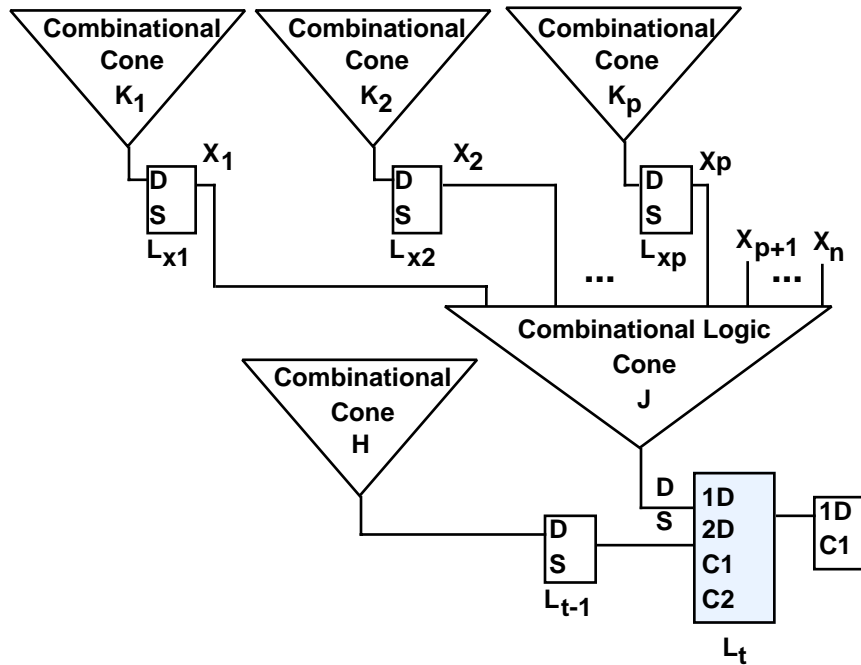 Combinational
Cone
K1
Combinational
Cone
K2
Combinational
Cone
Kp
D
S
X1
Lx1
D
S
X2
Lx2
D
S
Xp
Lxp
Xp+1
Xn
...
...
Combinational Logic
Cone
J
Combinational
Cone
H
D
S
Lt-1
D
S
1D
2D
C1
C2
Lt
1D
C1